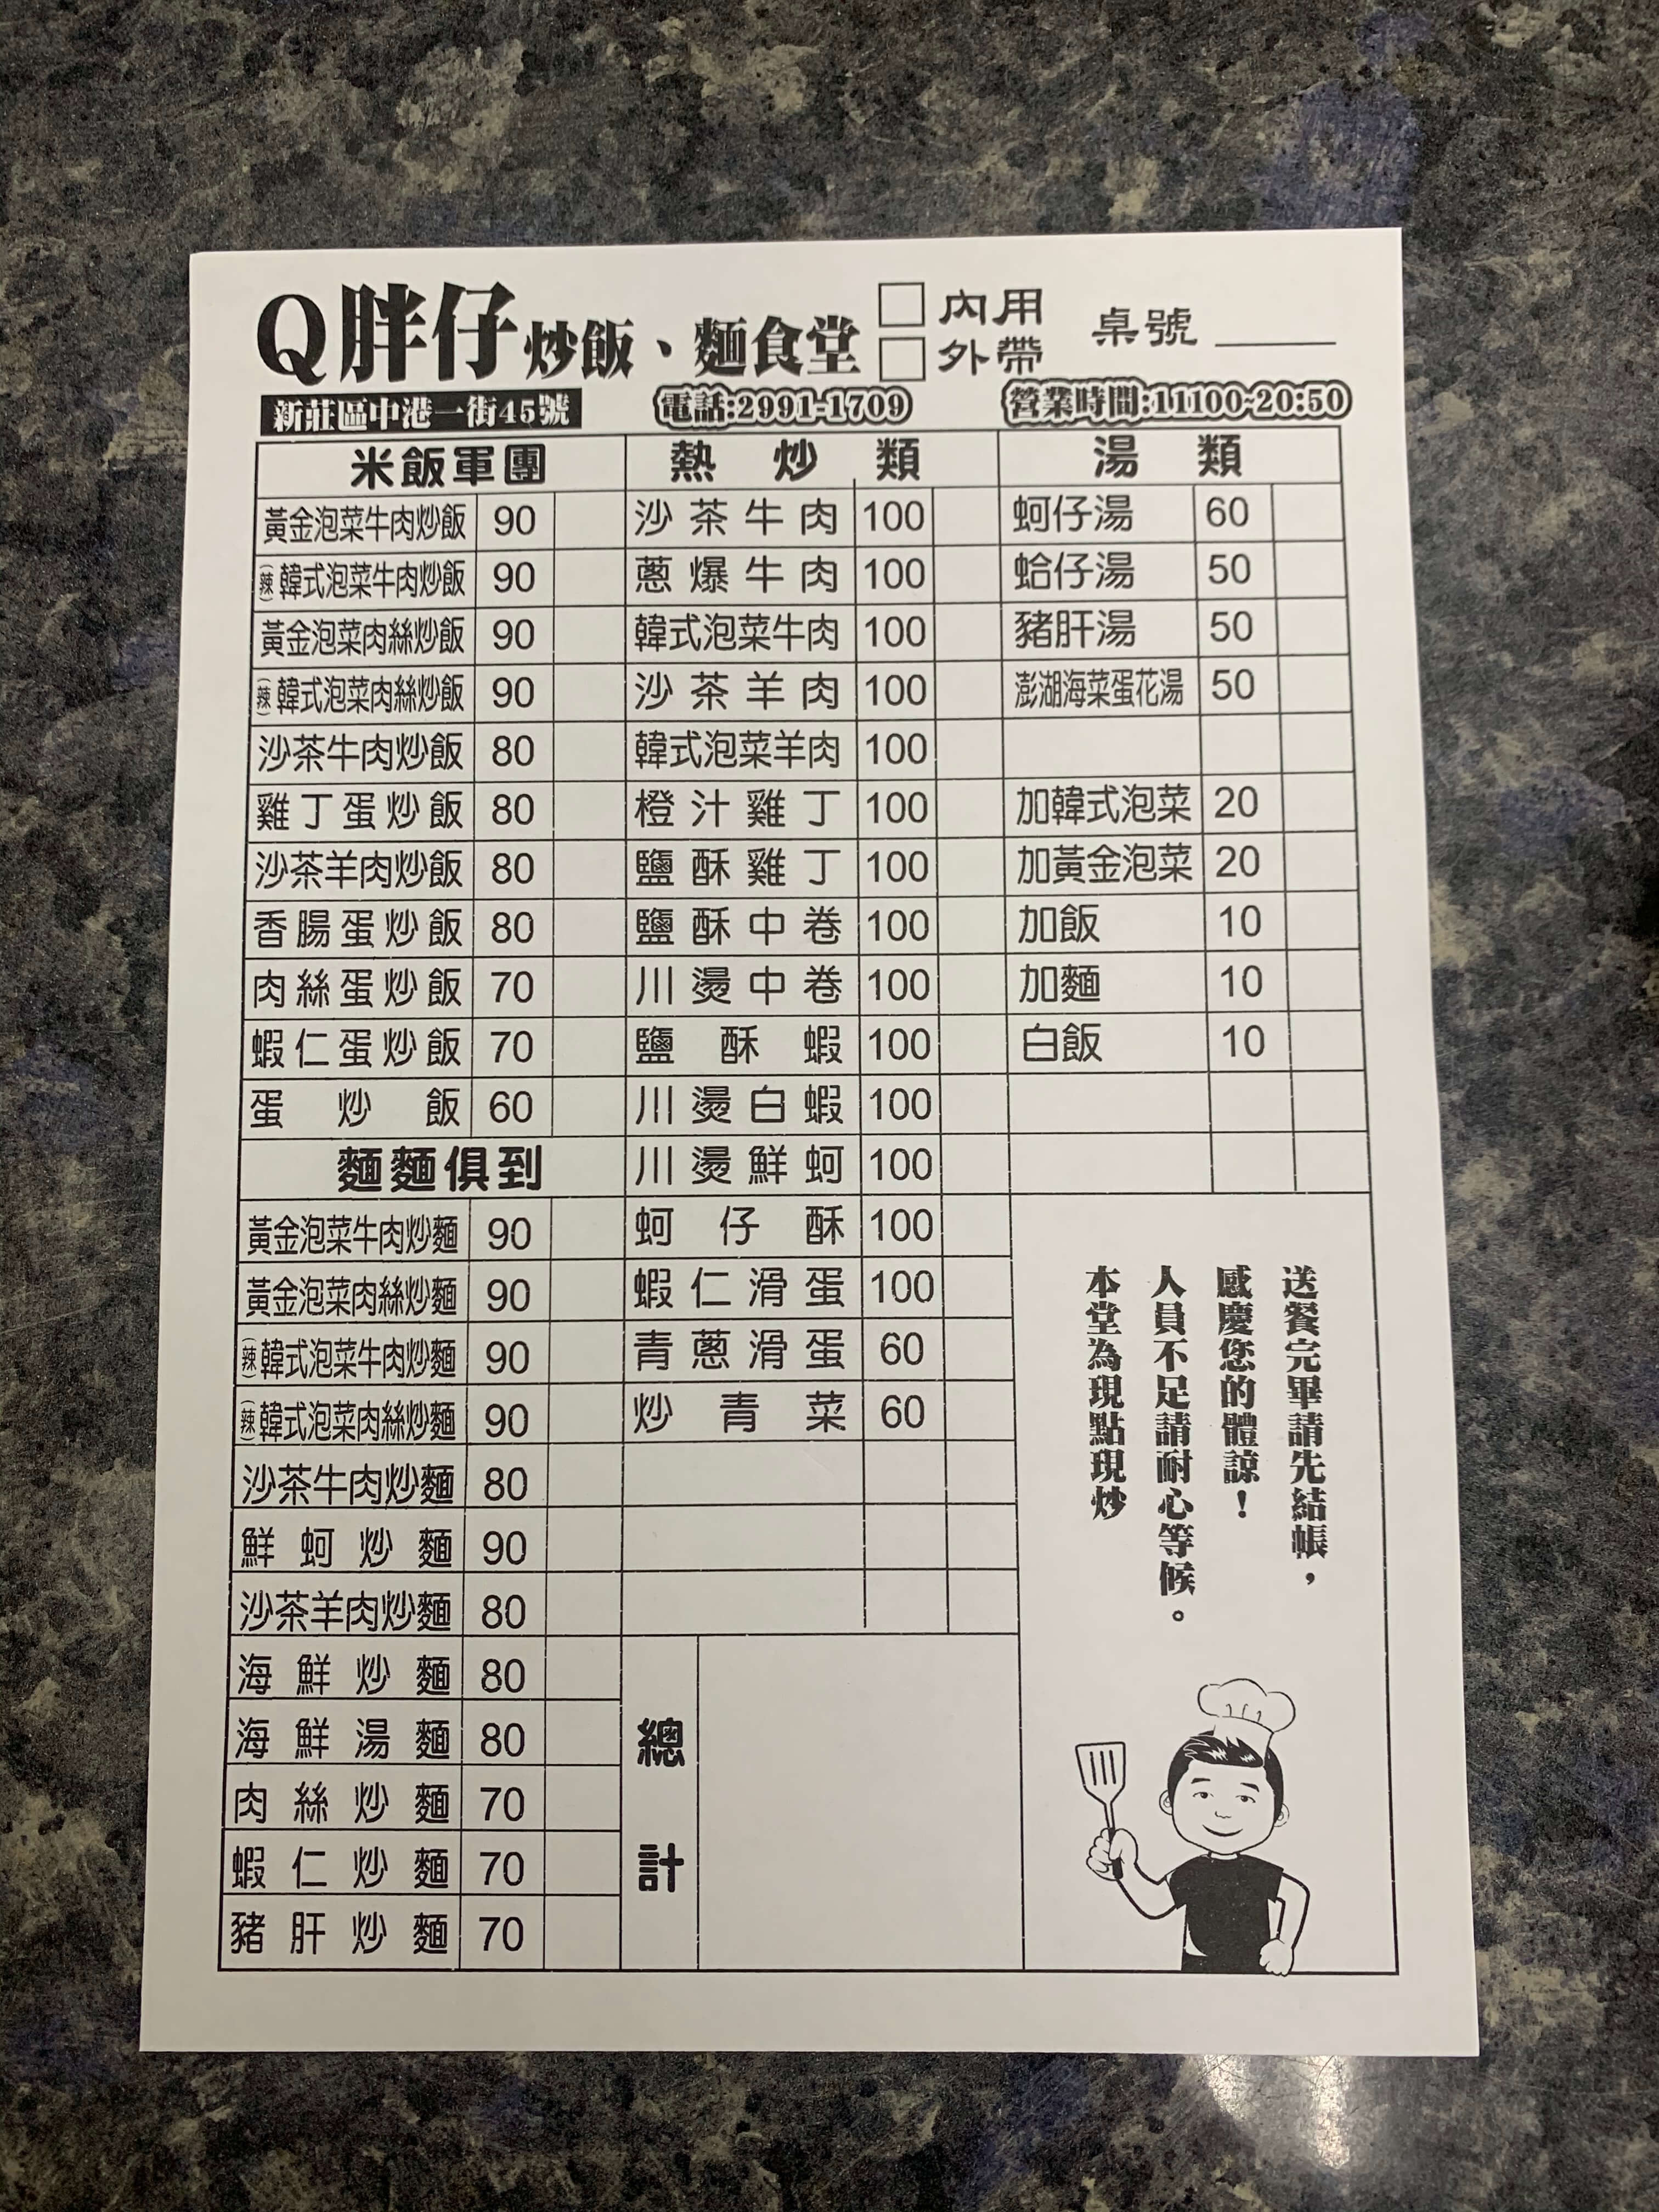 Q胖仔炒飯、麵食堂
內用
外帶
桌號
新莊區中港一街45號
電話:2991-1709
營業時間:11100~20:50
米飯軍團
黃金泡菜牛肉炒飯 90
(辣)韓式泡菜牛肉炒飯 90
黃金泡菜肉絲炒飯 90
(辣)韓式泡菜肉絲炒飯 90
沙茶牛肉炒飯 80
雞丁蛋炒飯 80
沙茶羊肉炒飯 80
香腸蛋炒飯 80
肉絲蛋炒飯 70
蝦仁蛋炒飯 70
蛋炒飯 60
麵麵俱到
黃金泡菜牛肉炒麵 90
黃金泡菜肉絲炒麵 90
(辣)韓式泡菜牛肉炒麵 90
(辣)韓式泡菜肉絲炒麵 90
沙茶牛肉炒麵 80
鮮蚵炒麵 90
沙茶羊肉炒麵 80
海鮮炒麵 80
海鮮湯麵 80
肉絲炒麵 70
蝦仁炒麵 70
豬肝炒麵 70
熱炒類
沙茶牛肉 100
蔥爆牛肉 100
韓式泡菜牛肉 100
沙茶羊肉 100
韓式泡菜羊肉 100
橙汁雞丁 100
鹽酥雞丁 100
鹽酥中卷 100
川燙中卷 100
鹽酥蝦 100
川燙白蝦 100
川燙鮮蚵 100
蚵仔酥 100
蝦仁滑蛋 100
青蔥滑蛋 60
炒青菜 60
總計
湯類
蚵仔湯 60
蛤仔湯 50
豬肝湯 50
澎湖海菜蛋花湯 50
加韓式泡菜 20
加黃金泡菜 20
加飯 10
加麵 10
白飯 10
送餐完畢請先結帳，
感慶您的體諒！
人員不足請耐心等候。
本堂為現點現炒